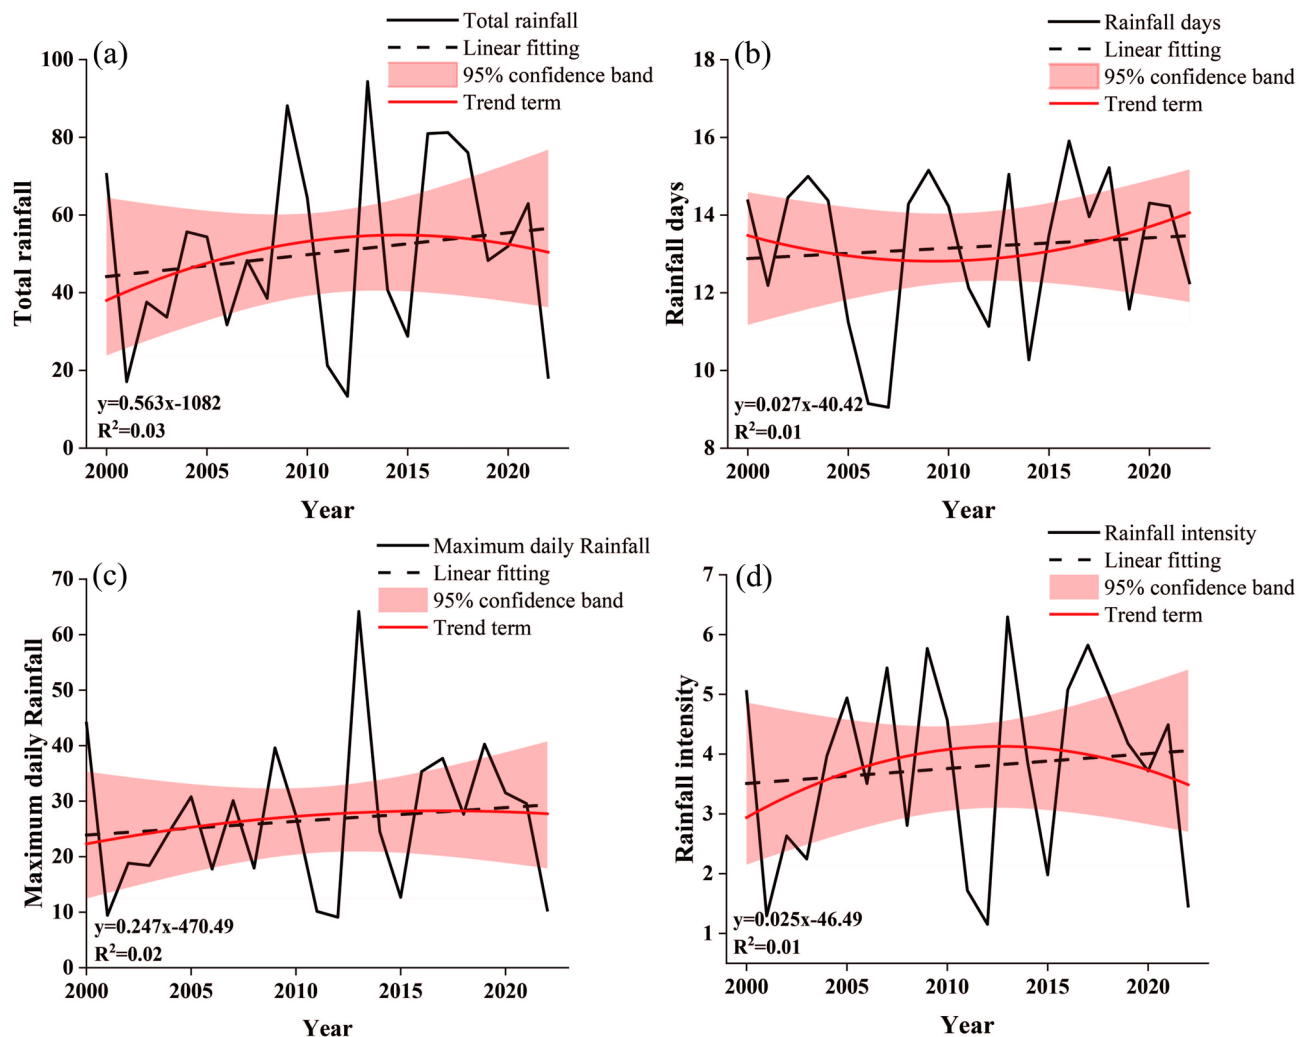 (a)
Total rainfall
Linear fitting
95% confidence band
Trend term
100
80
60
40
20
0
Total rainfall
y=0.563x-1082
R²=0.03
2000 2005 2010 2015 2020
Year
(b)
Rainfall days
Linear fitting
95% confidence band
Trend term
18
16
14
12
10
8
Rainfall days
y=0.027x-40.42
R²=0.01
2000 2005 2010 2015 2020
Year
(c)
Maximum daily Rainfall
Linear fitting
95% confidence band
Trend term
70
60
50
40
30
20
10
0
Maximum daily Rainfall
y=0.247x-470.49
R²=0.02
2000 2005 2010 2015 2020
Year
(d)
Rainfall intensity
Linear fitting
95% confidence band
Trend term
7
6
5
4
3
2
1
Rainfall intensity
y=0.025x-46.49
R²=0.01
2000 2005 2010 2015 2020
Year